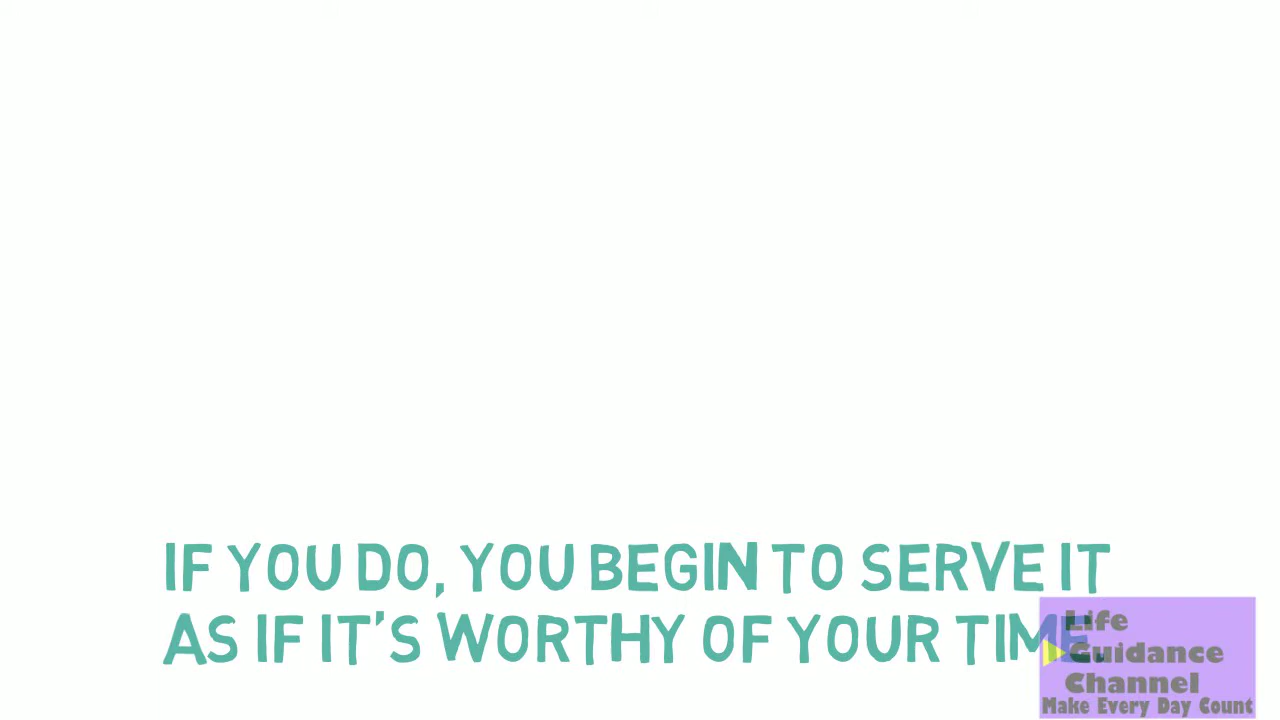 IF YOU DO, YOU BEGIN TO SERVE IT
AS IF IT'S WORTHY OF YOUR TIME.
Life
Guidance
Channel
Make Every Day Count